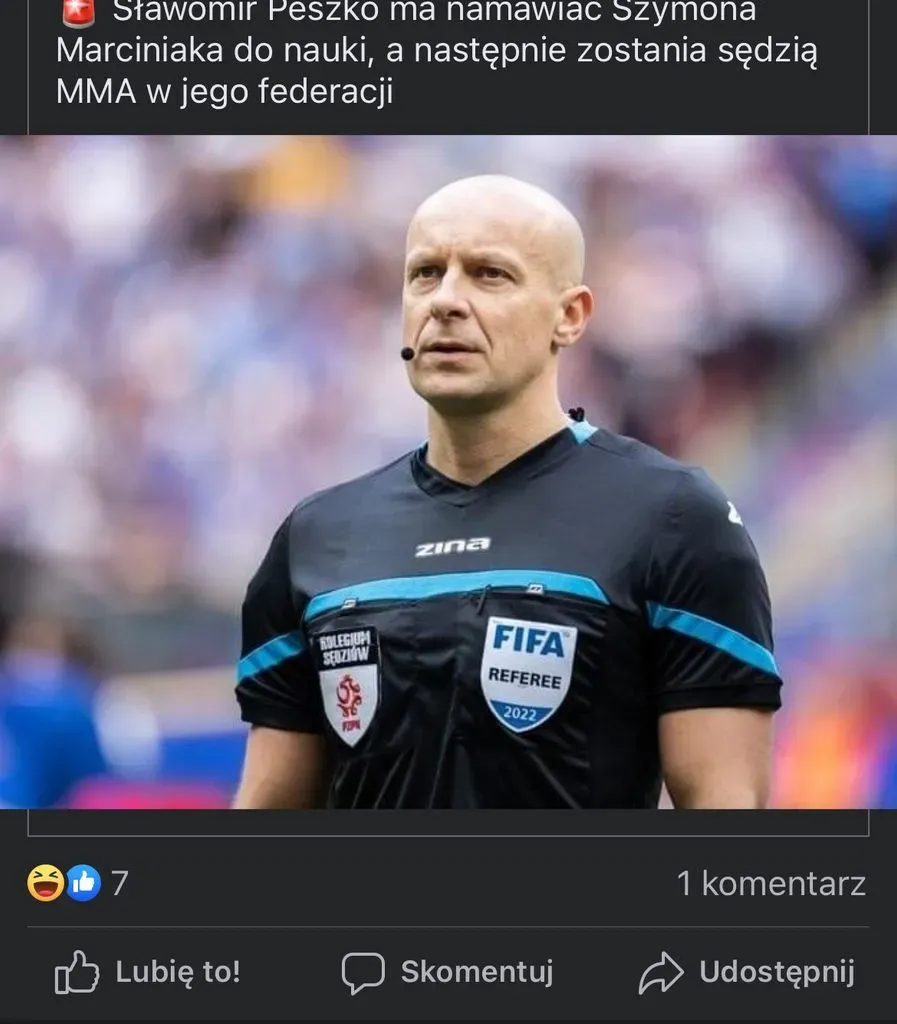 Sławomir Peszko ma namawiać Szymona
Marciniaka do nauki, a następnie zostania sędzią
MMA w jego federacji
zina
KOLEGIUM
SĘDZIÓW
PZPN
FIFA
REFEREE
2022
7
1 komentarz
Lubię to!
Skomentuj
Udostępnij